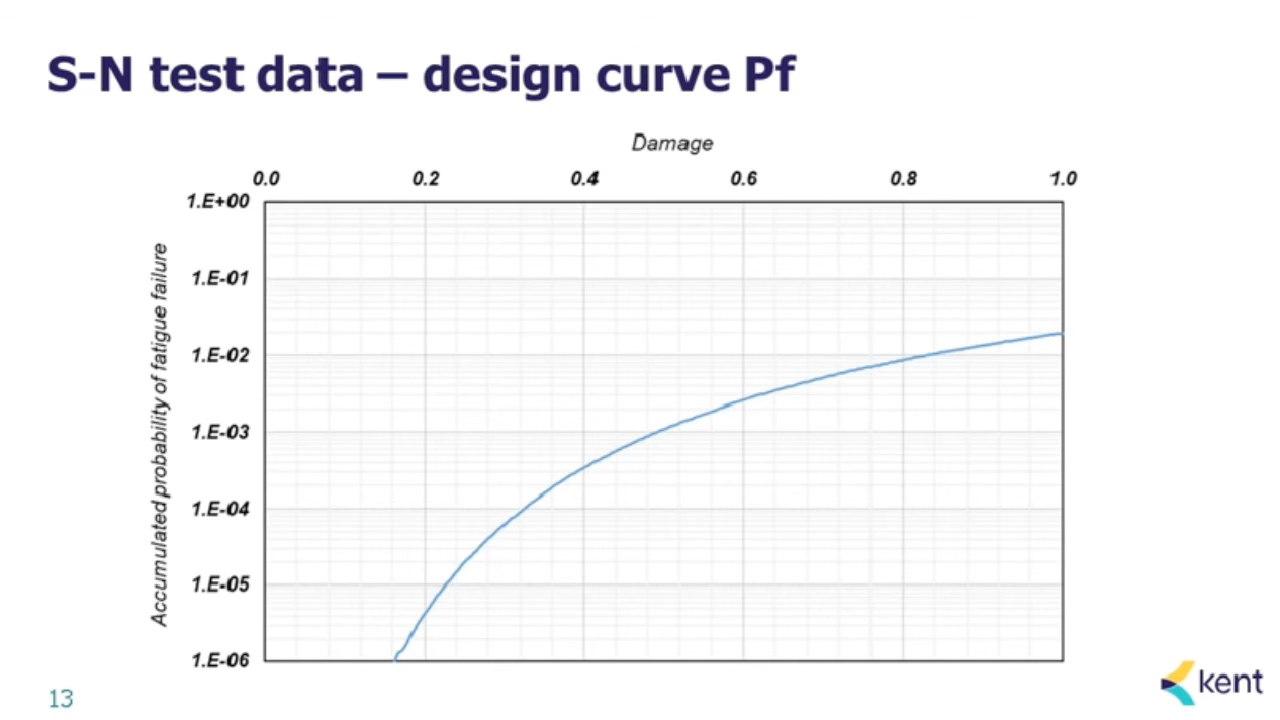 S-N test data – design curve Pf
Damage
0.0 0.2 0.4 0.6 0.8 1.0
1.E+00
1.E-01
1.E-02
1.E-03
1.E-04
1.E-05
1.E-06
Accumulated probability of fatigue failure
13
kent